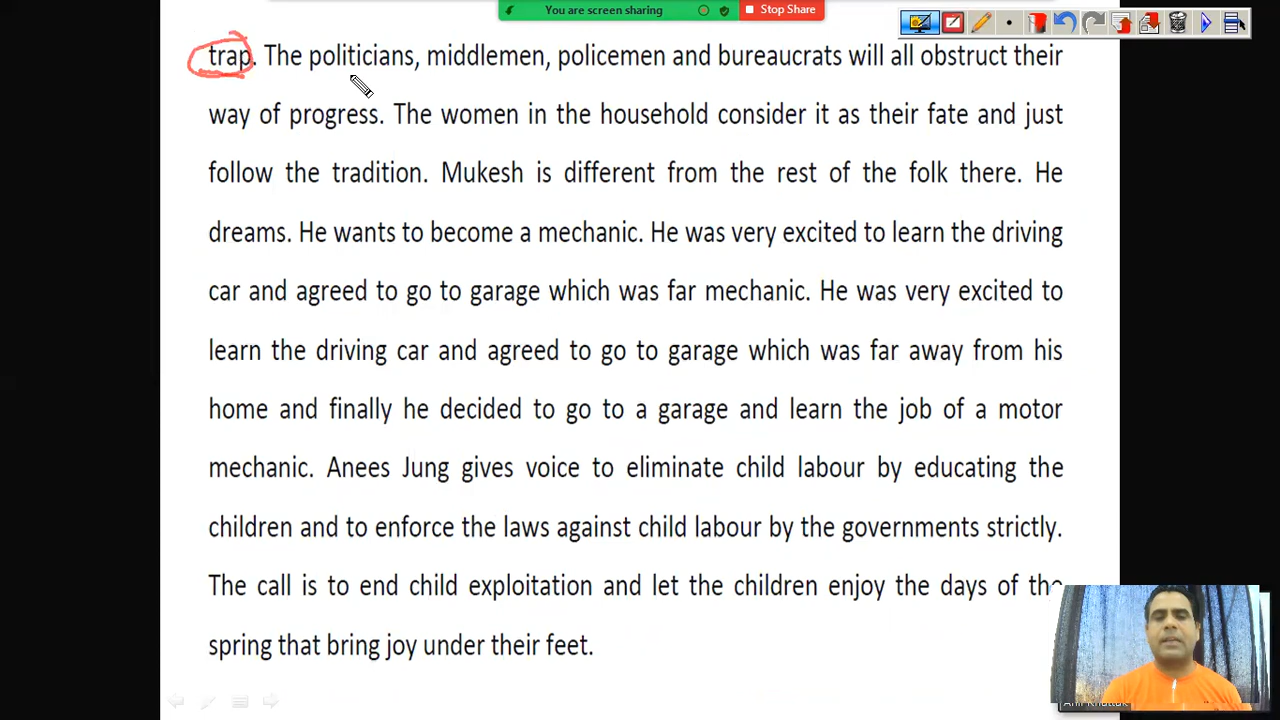 You are screen sharing
Stop Share
trap. The politicians, middlemen, policemen and bureaucrats will all obstruct their
way of progress. The women in the household consider it as their fate and just
follow the tradition. Mukesh is different from the rest of the folk there. He
dreams. He wants to become a mechanic. He was very excited to learn the driving
car and agreed to go to garage which was far mechanic. He was very excited to
learn the driving car and agreed to go to garage which was far away from his
home and finally he decided to go to a garage and learn the job of a motor
mechanic. Anees Jung gives voice to eliminate child labour by educating the
children and to enforce the laws against child labour by the governments strictly.
The call is to end child exploitation and let the children enjoy the days of the
spring that bring joy under their feet.